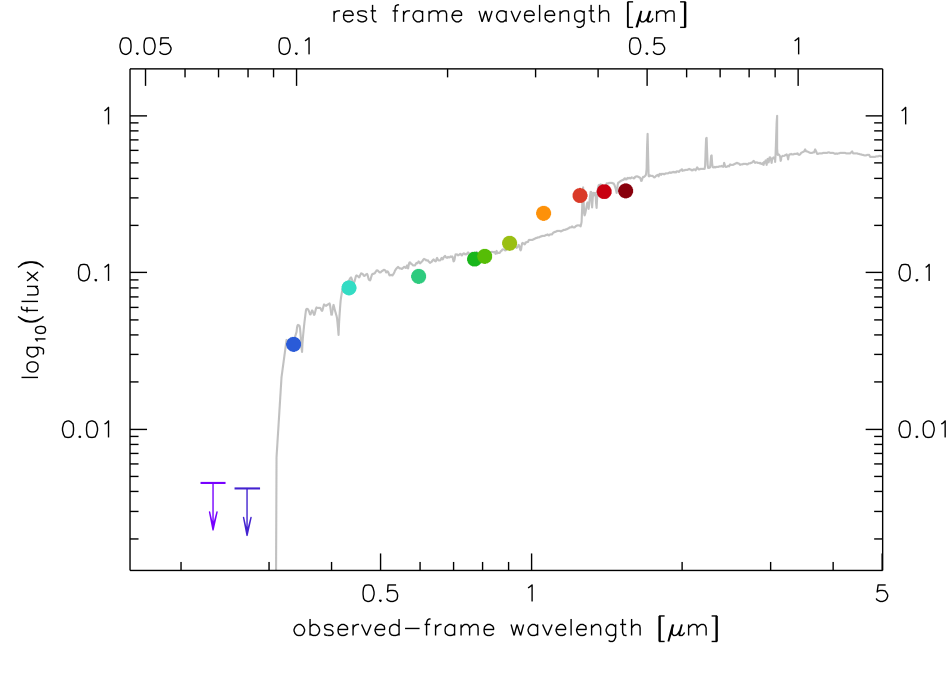 rest frame wavelength [μm]
0.05 0.1 0.5 1
1 1
0.1 0.1
0.01 0.01
log10(flux)
0.5 1 5
observed-frame wavelength [μm]